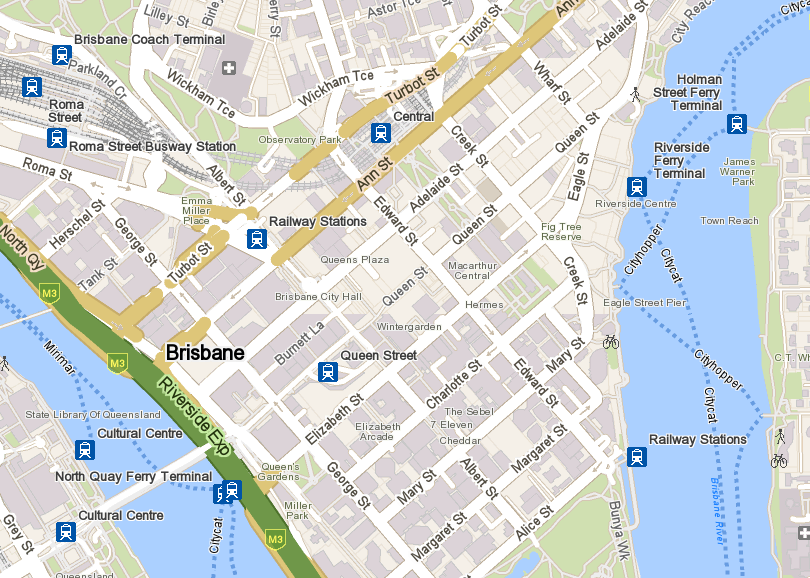 Lilley St
Astor Tce
Turbot St
Ann
Adelaide St
City Reach
Cityca
Brisbane Coach Terminal
Parkland Cr
Wickham Tce
Wickham Tce
Turbot St
Wharf St
Holman
Street Ferry
Terminal
Roma
Street
Central
Observatory Park
Creek St
Queen St
Roma Street Busway Station
Riverside
Ferry
Terminal
James
Warner
Park
Roma St
Albert St
Ann St
Adelaide St
Eagle St
Citycat
Emma
Miller
Place
Railway Stations
Edward St
Queen St
Riverside Centre
Town Reach
Herschel St
George St
Fig Tree
Reserve
North Qy
Turbot St
Queens Plaza
Macarthur
Central
Creek St
Cityhopper
Citycat
Tank St
Brisbane City Hall
Queen St
Hermes
Eagle Street Pier
M3
Burnett La
Wintergarden
Brisbane
Queen Street
Mary St
C.T. Wh
Mirimar
M3
Riverside Exp
Charlotte St
Edward St
Cityhopper
Citycat
State Library Of Queensland
Elizabeth St
The Sebel
7 Eleven
Cheddar
Cultural Centre
Elizabeth
Arcade
Margaret St
Railway Stations
North Quay Ferry Terminal
Queen's
Gardens
George St
Mary St
Albert St
Brisbane River
Cultural Centre
Miller
Park
Alice St
Bunya Wk
Grey St
Citycat
M3
Margaret St
Queensland